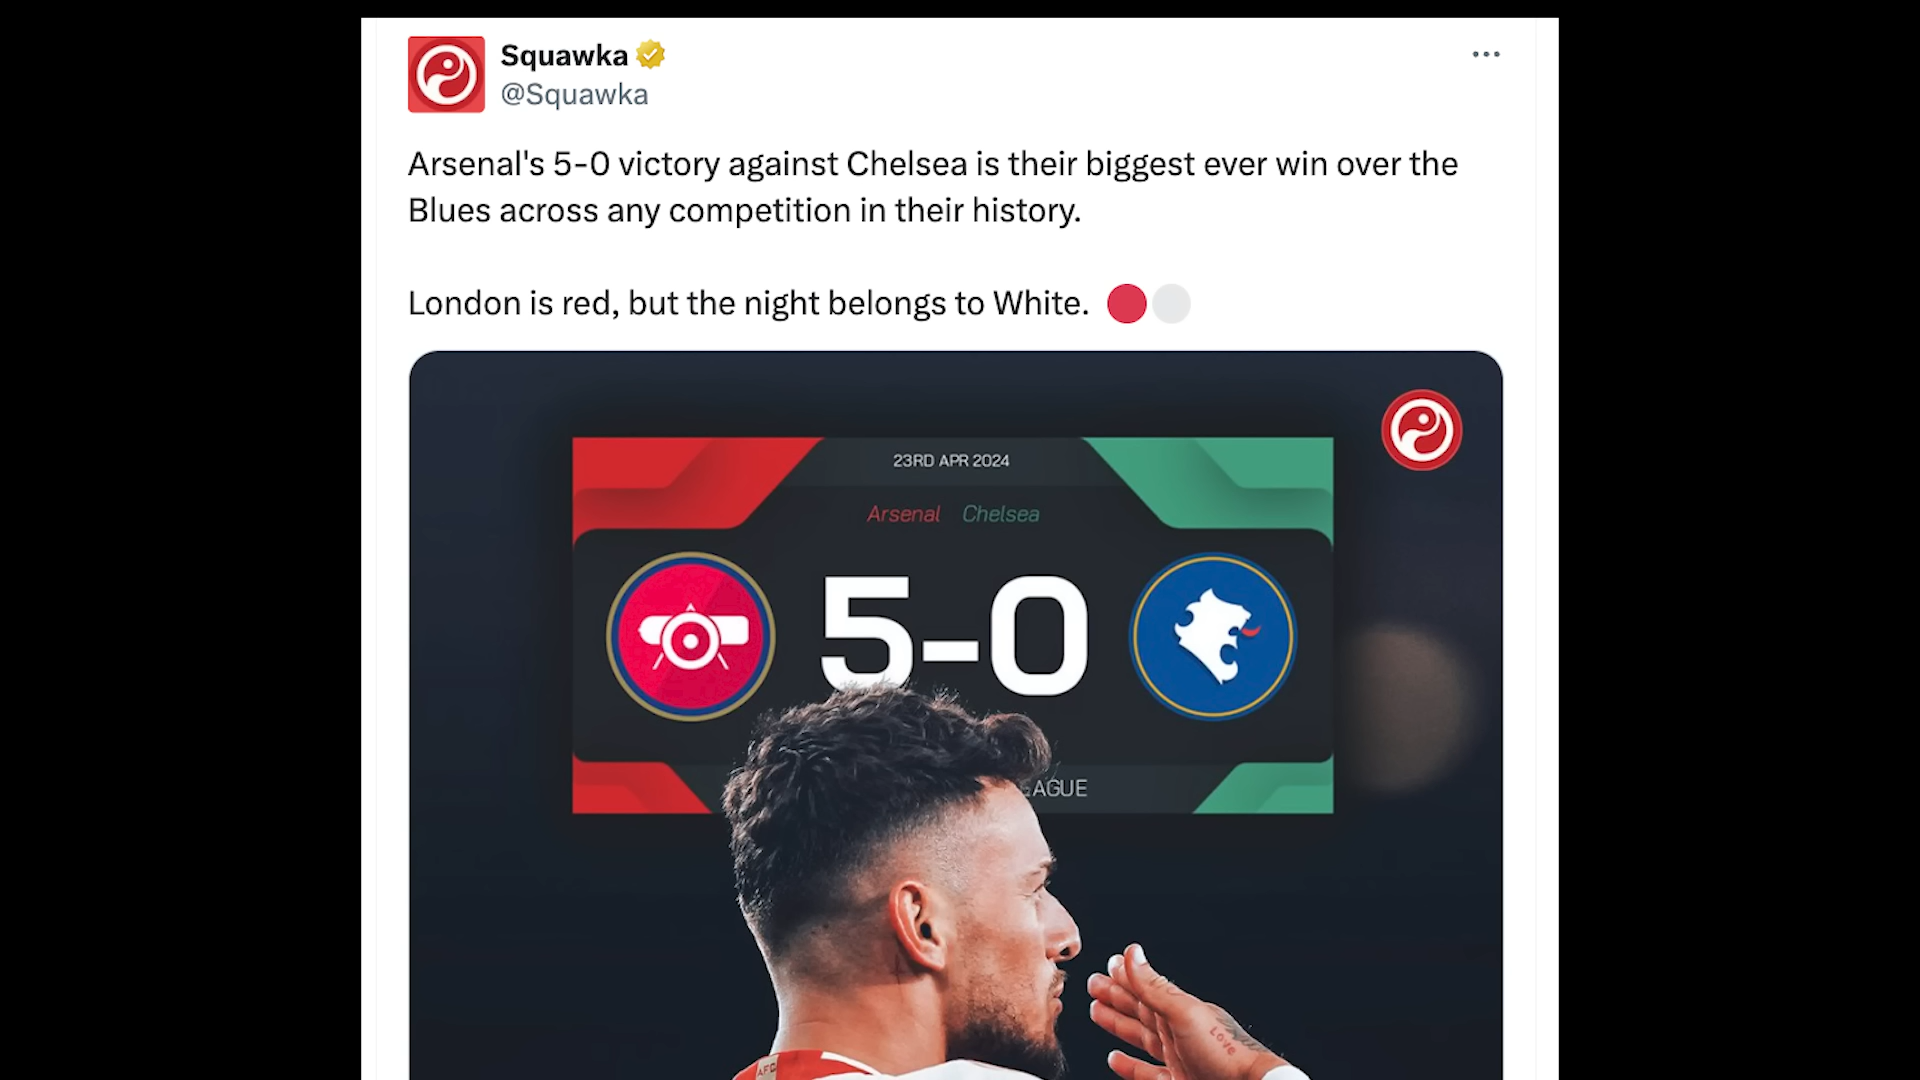 Squawka
@Squawka
Arsenal's 5-0 victory against Chelsea is their biggest ever win over the
Blues across any competition in their history.
London is red, but the night belongs to White.
23RD APR 2024
Arsenal Chelsea
5-0
AGUE
Love
AFC